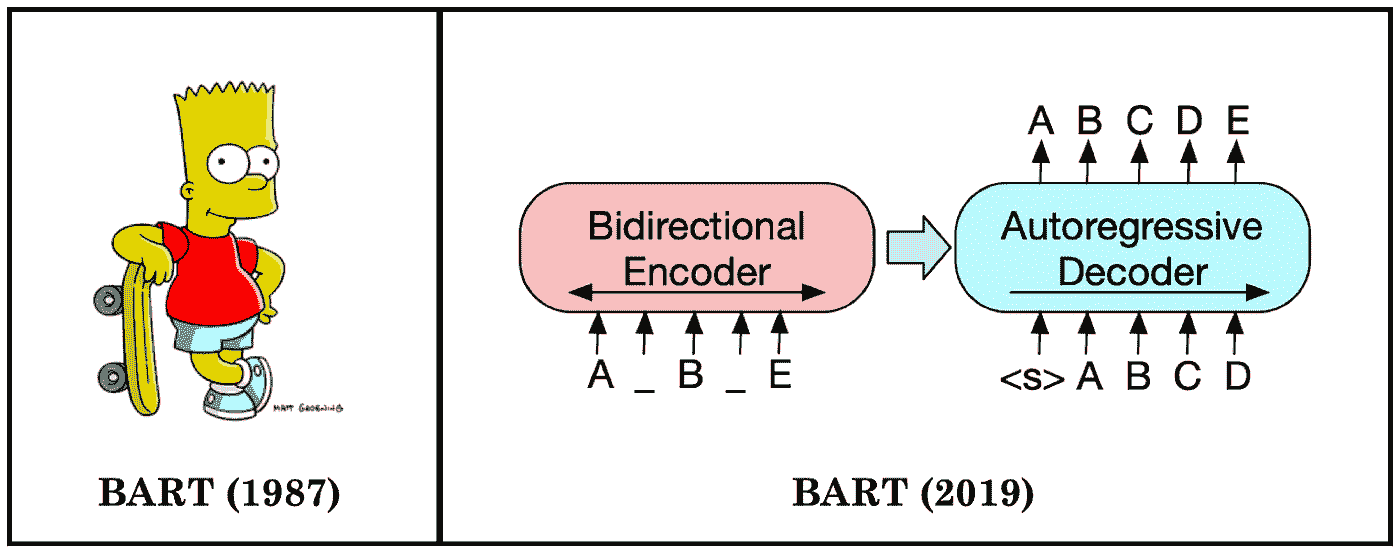 MATT GROENING
BART (1987)
A B C D E
Bidirectional
Encoder
Autoregressive
Decoder
A _ B _ E
<s> A B C D
BART (2019)